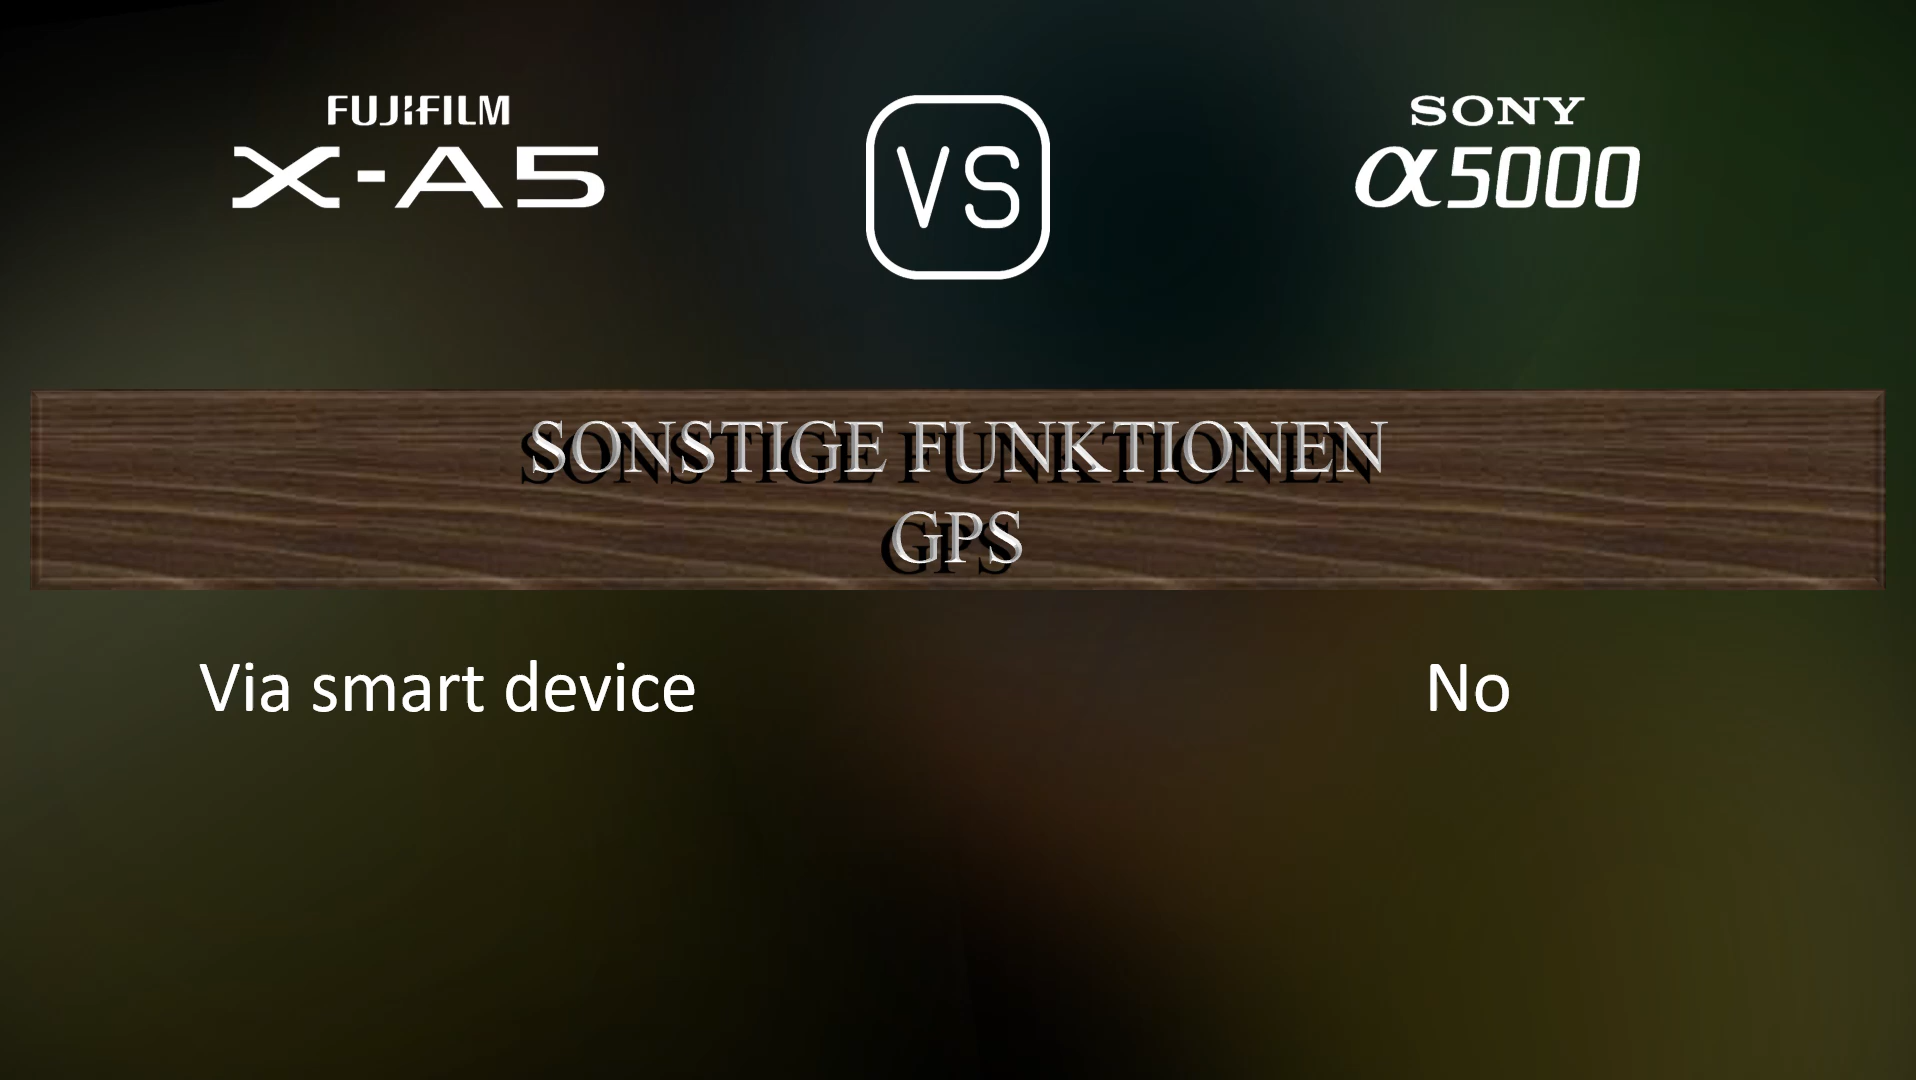 FUJIFILM
X-A5
VS
SONY
α5000
SONSTIGE FUNKTIONEN
GPS
Via smart device
No